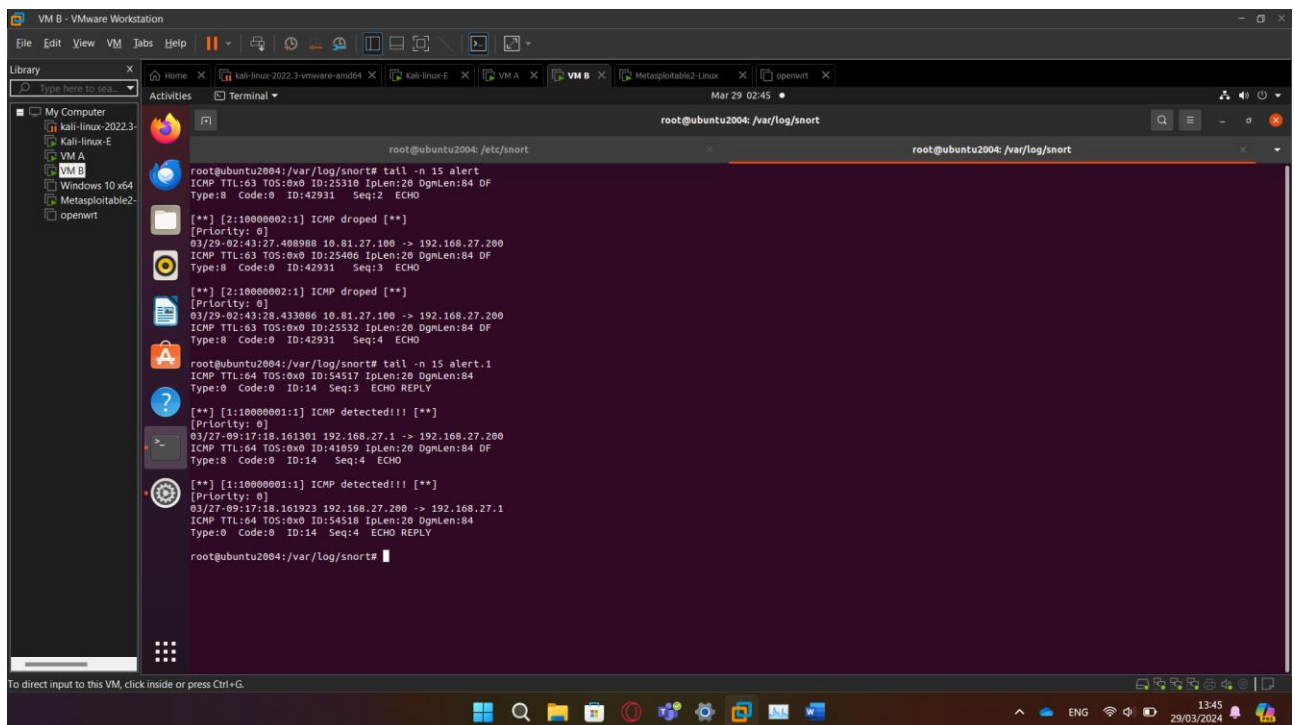 VM B - VMware Workstation
File Edit View VM Tabs Help
Library
Type here to sea...
My Computer
kali-linux-2022.3-
Kali-linux-E
VM A
VM B
Windows 10 x64
Metasploitable2-
openwrt
Home kali-linux-2022.3-vmware-amd64 Kali-linux-E VM A VM B Metasploitable2-Linux openwrt
Activities Terminal Mar 29 02:45
root@ubuntu2004: /var/log/snort
root@ubuntu2004: /etc/snort root@ubuntu2004: /var/log/snort
root@ubuntu2004:/var/log/snort# tail -n 15 alert
ICMP TTL:63 TOS:0x0 ID:25310 IpLen:20 DgmLen:84 DF
Type:8 Code:0 ID:42931 Seq:2 ECHO
[**] [2:10000002:1] ICMP droped [**]
[Priority: 0]
03/29-02:43:27.408988 10.81.27.100 -> 192.168.27.200
ICMP TTL:63 TOS:0x0 ID:25406 IpLen:20 DgmLen:84 DF
Type:8 Code:0 ID:42931 Seq:3 ECHO
[**] [2:10000002:1] ICMP droped [**]
[Priority: 0]
03/29-02:43:28.433086 10.81.27.100 -> 192.168.27.200
ICMP TTL:63 TOS:0x0 ID:25532 IpLen:20 DgmLen:84 DF
Type:8 Code:0 ID:42931 Seq:4 ECHO
root@ubuntu2004:/var/log/snort# tail -n 15 alert.1
ICMP TTL:64 TOS:0x0 ID:54517 IpLen:20 DgmLen:84
Type:0 Code:0 ID:14 Seq:3 ECHO REPLY
[**] [1:10000001:1] ICMP detected!!! [**]
[Priority: 0]
03/27-09:17:18.161301 192.168.27.1 -> 192.168.27.200
ICMP TTL:64 TOS:0x0 ID:41059 IpLen:20 DgmLen:84 DF
Type:8 Code:0 ID:14 Seq:4 ECHO
[**] [1:10000001:1] ICMP detected!!! [**]
[Priority: 0]
03/27-09:17:18.161923 192.168.27.200 -> 192.168.27.1
ICMP TTL:64 TOS:0x0 ID:54518 IpLen:20 DgmLen:84
Type:0 Code:0 ID:14 Seq:4 ECHO REPLY
root@ubuntu2004:/var/log/snort#
To direct input to this VM, click inside or press Ctrl+G.
ENG
13:45
29/03/2024